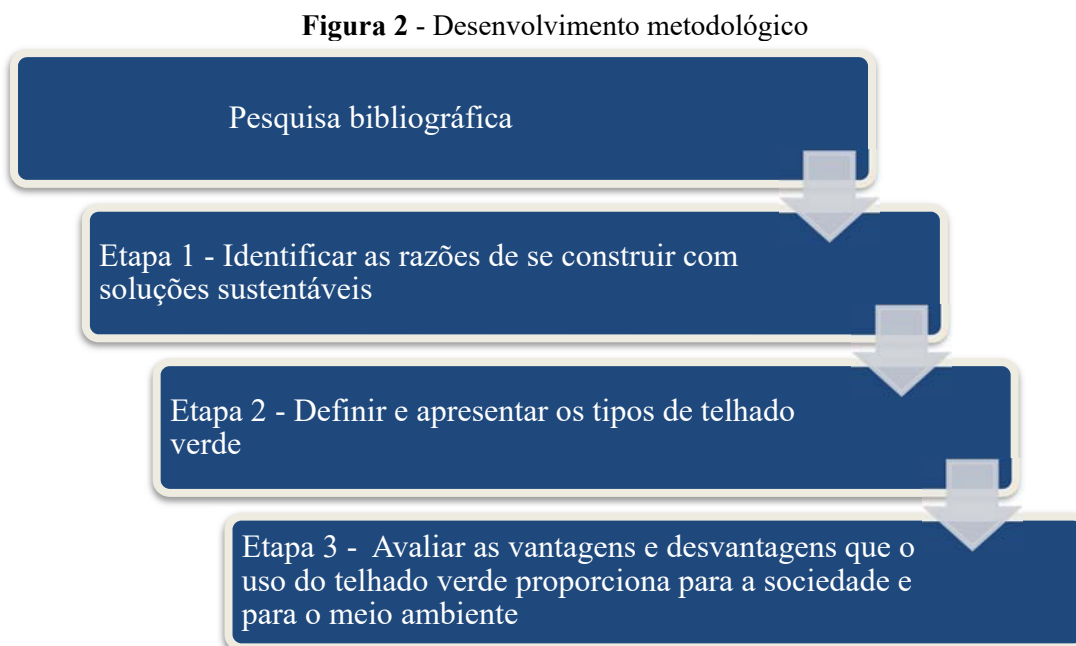 Figura 2 - Desenvolvimento metodológico
Pesquisa bibliográfica
Etapa 1 - Identificar as razões de se construir com
soluções sustentáveis
Etapa 2 - Definir e apresentar os tipos de telhado
verde
Etapa 3 - Avaliar as vantagens e desvantagens que o
uso do telhado verde proporciona para a sociedade e
para o meio ambiente